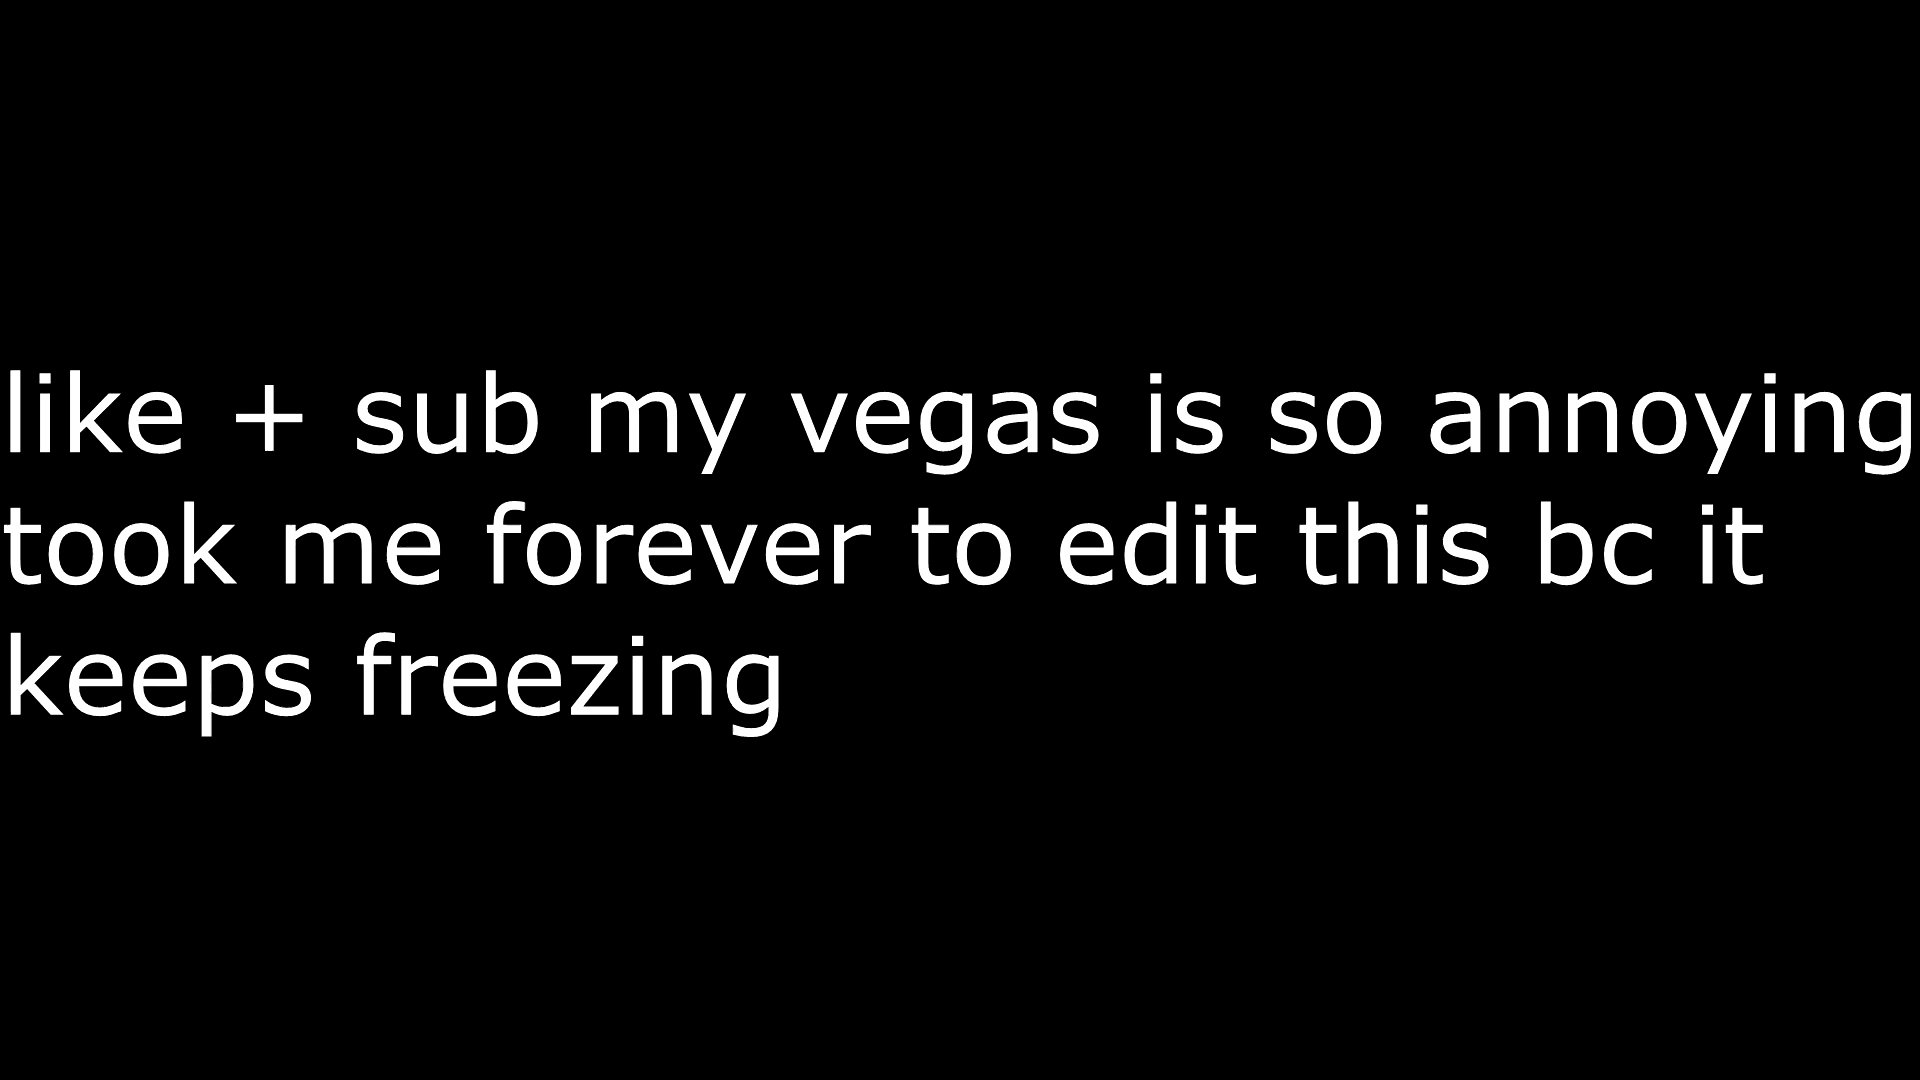 like + sub my vegas is so annoying
took me forever to edit this bc it
keeps freezing